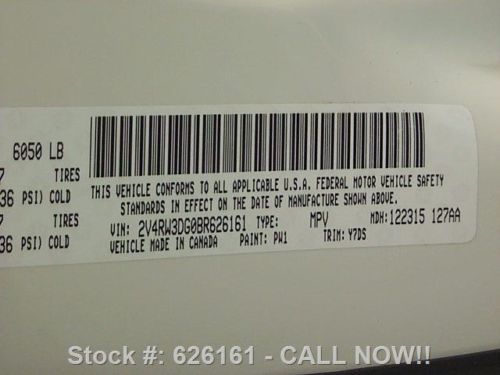 6050 LB
7 TIRES
36 PSI) COLD
7 TIRES
36 PSI) COLD
THIS VEHICLE CONFORMS TO ALL APPLICABLE U.S.A. FEDERAL MOTOR VEHICLE SAFETY
STANDARDS IN EFFECT ON THE DATE OF MANUFACTURE SHOWN ABOVE.
VIN: 2V4RW3DG0BR626161 TYPE: MPV MDH: 122315 127AA
VEHICLE MADE IN CANADA PAINT: PW1 TRIM: Y7DS
Stock #: 626161 - CALL NOW!!